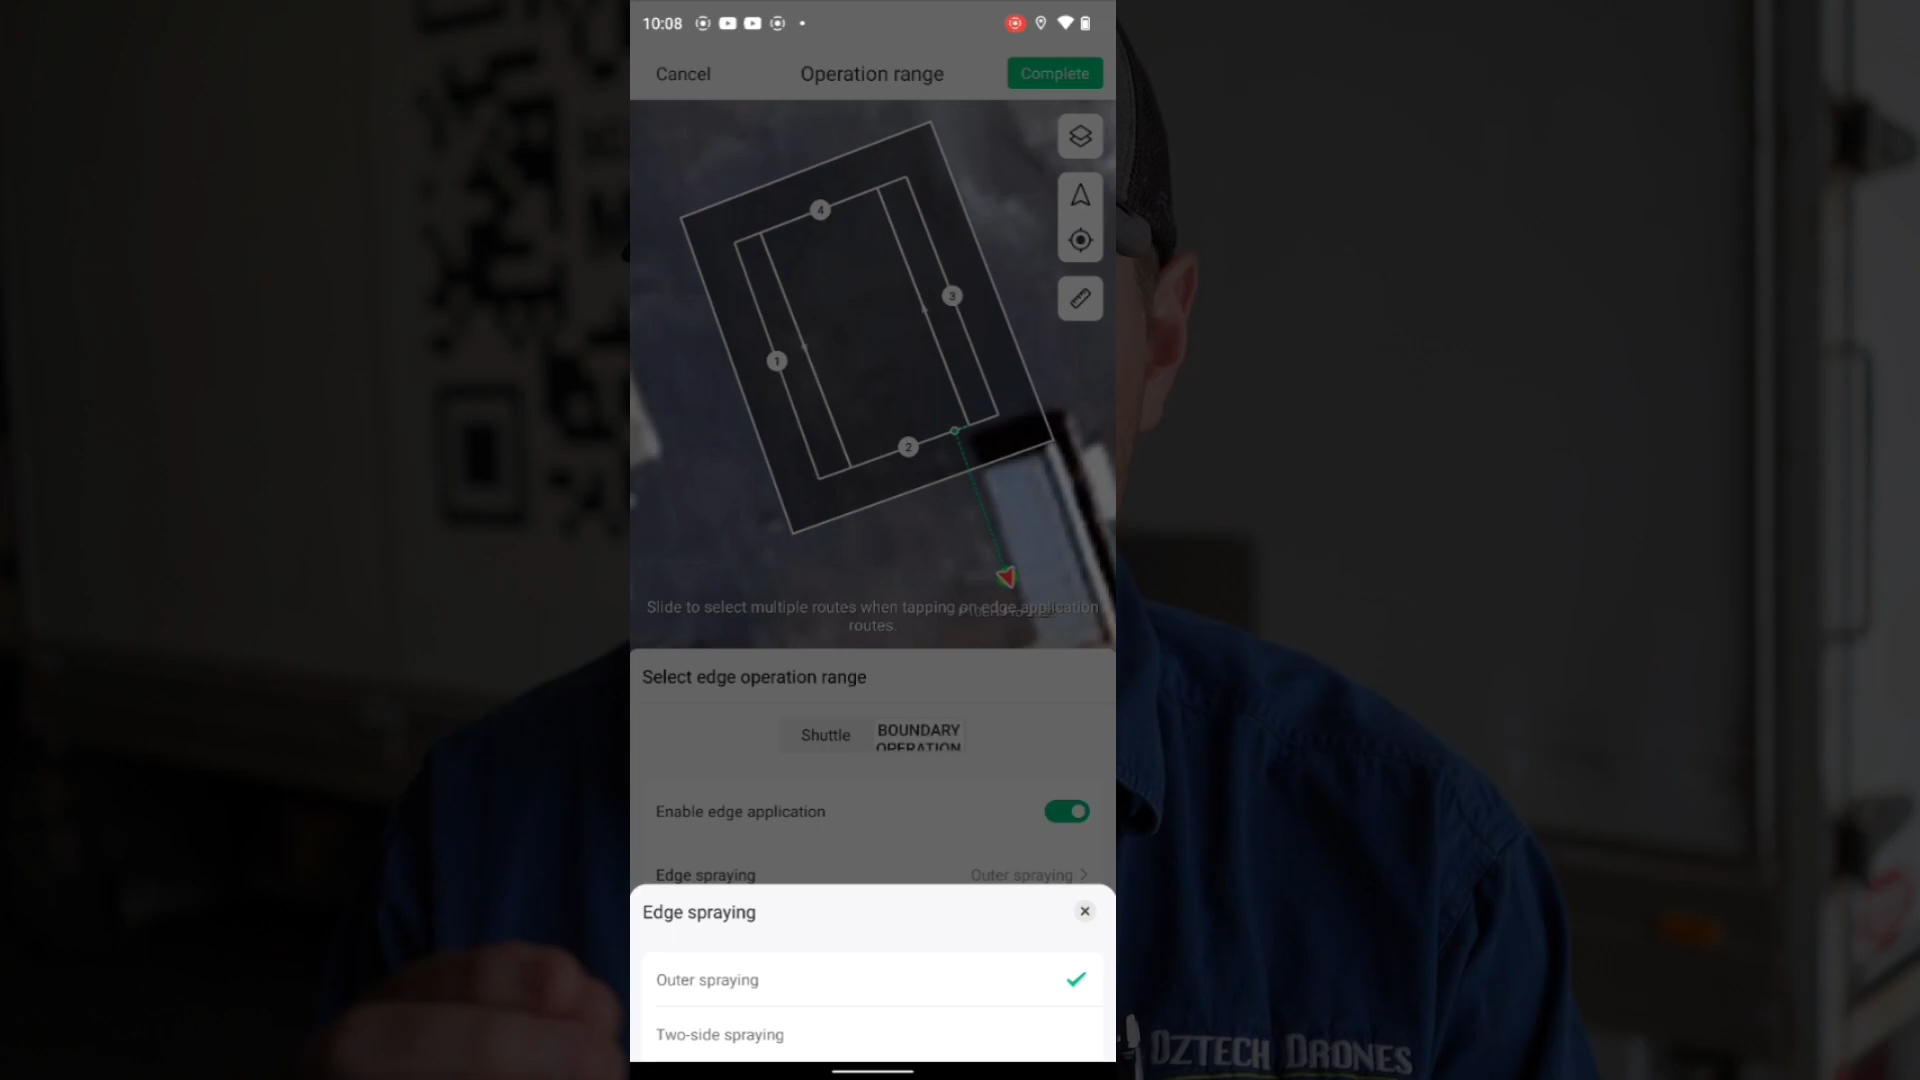 10:08
Cancel
Operation range
Complete
4
3
1
2
Slide to select multiple routes when tapping on edge application
routes.
Select edge operation range
Shuttle
BOUNDARY
OPERATION
Enable edge application
Edge spraying
Outer spraying
Edge spraying
Outer spraying
Two-side spraying
OZTECH DRONES